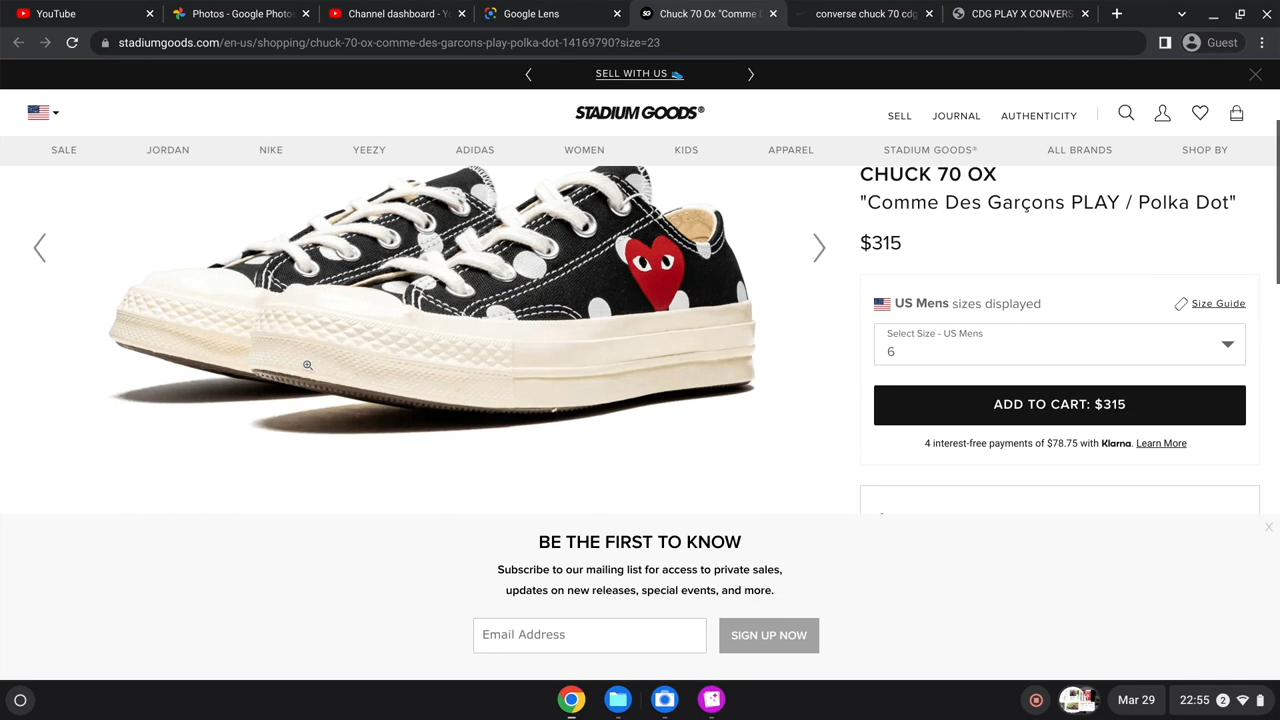 YouTube
Photos - Google Photo
Channel dashboard - Y
Google Lens
Chuck 70 Ox "Comme D
converse chuck 70 cdg
CDG PLAY X CONVERS
stadiumgoods.com/en-us/shopping/chuck-70-ox-comme-des-garcons-play-polka-dot-14169790?size=23
Guest
SELL WITH US
STADIUM GOODS®
SELL
JOURNAL
AUTHENTICITY
SALE
JORDAN
NIKE
YEEZY
ADIDAS
WOMEN
KIDS
APPAREL
STADIUM GOODS®
ALL BRANDS
SHOP BY
CHUCK 70 OX
"Comme Des Garçons PLAY / Polka Dot"
$315
US Mens sizes displayed
Size Guide
Select Size - US Mens
6
ADD TO CART: $315
4 interest-free payments of $78.75 with Klarna. Learn More
BE THE FIRST TO KNOW
Subscribe to our mailing list for access to private sales,
updates on new releases, special events, and more.
Email Address
SIGN UP NOW
Mar 29
22:55
2